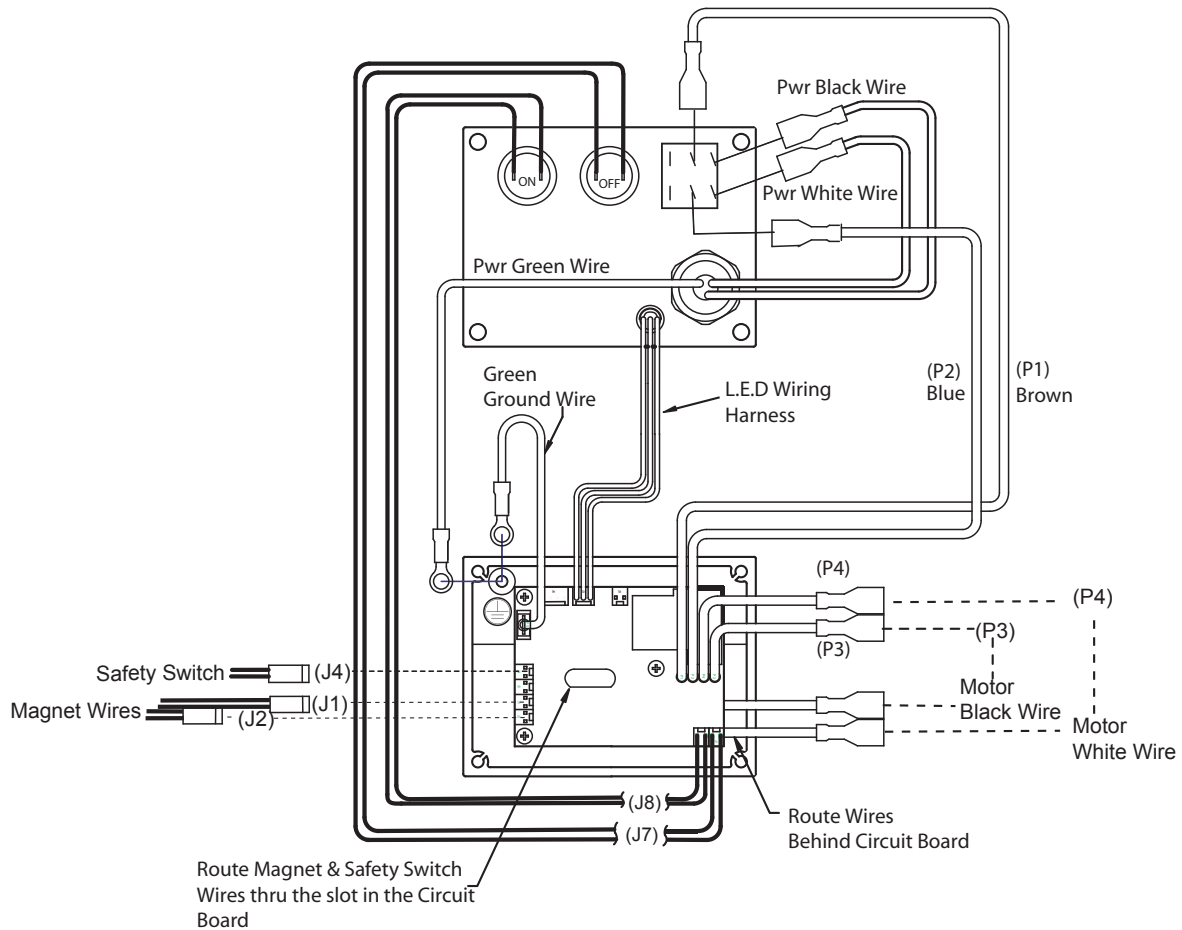 Pwr Black Wire
ON
OFF
Pwr White Wire
Pwr Green Wire
Green
Ground Wire
L.E.D Wiring
Harness
(P2)
Blue
(P1)
Brown
(P4)
(P4)
(P3)
(P3)
Safety Switch
(J4)
Magnet Wires
(J1)
(J2)
Motor
Black Wire
Motor
White Wire
(J8)
(J7)
Route Wires
Behind Circuit Board
Route Magnet & Safety Switch
Wires thru the slot in the Circuit
Board